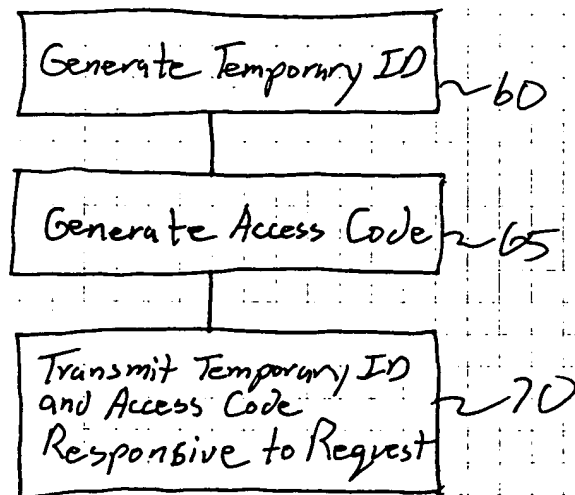 Generate Temporary ID
60
Generate Access Code
65
Transmit Temporary ID
and Access Code
70
Responsive to Request